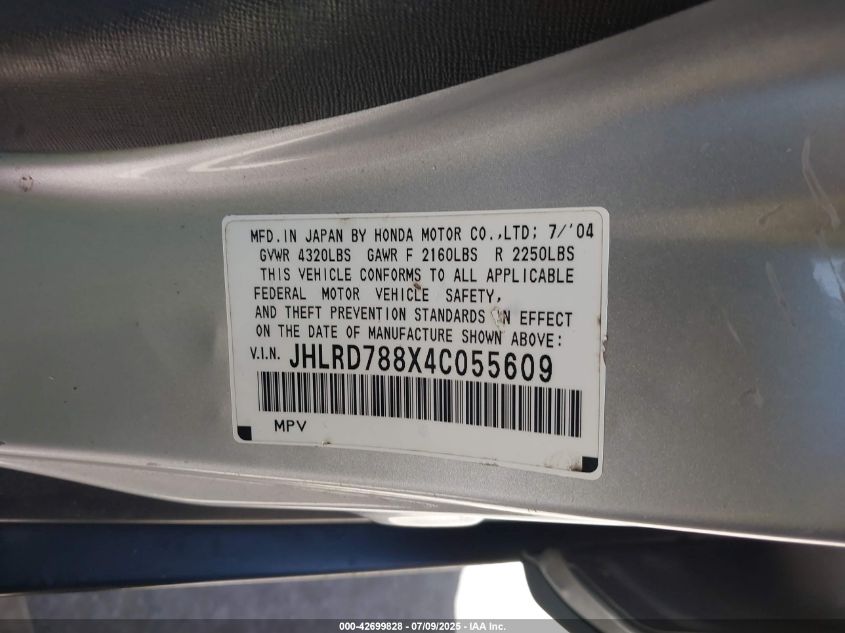 MFD.IN JAPAN BY HONDA MOTOR CO.,LTD; 7/'04
GVWR 4320LBS GAWR F 2160LBS R 2250LBS
THIS VEHICLE CONFORMS TO ALL APPLICABLE
FEDERAL MOTOR VEHICLE SAFETY,
AND THEFT PREVENTION STANDARDS IN EFFECT
ON THE DATE OF MANUFACTURE SHOWN ABOVE:
V.I.N. JHLRD788X4C055609
MPV
000-42699828 - 07/09/2025 - IAA Inc.